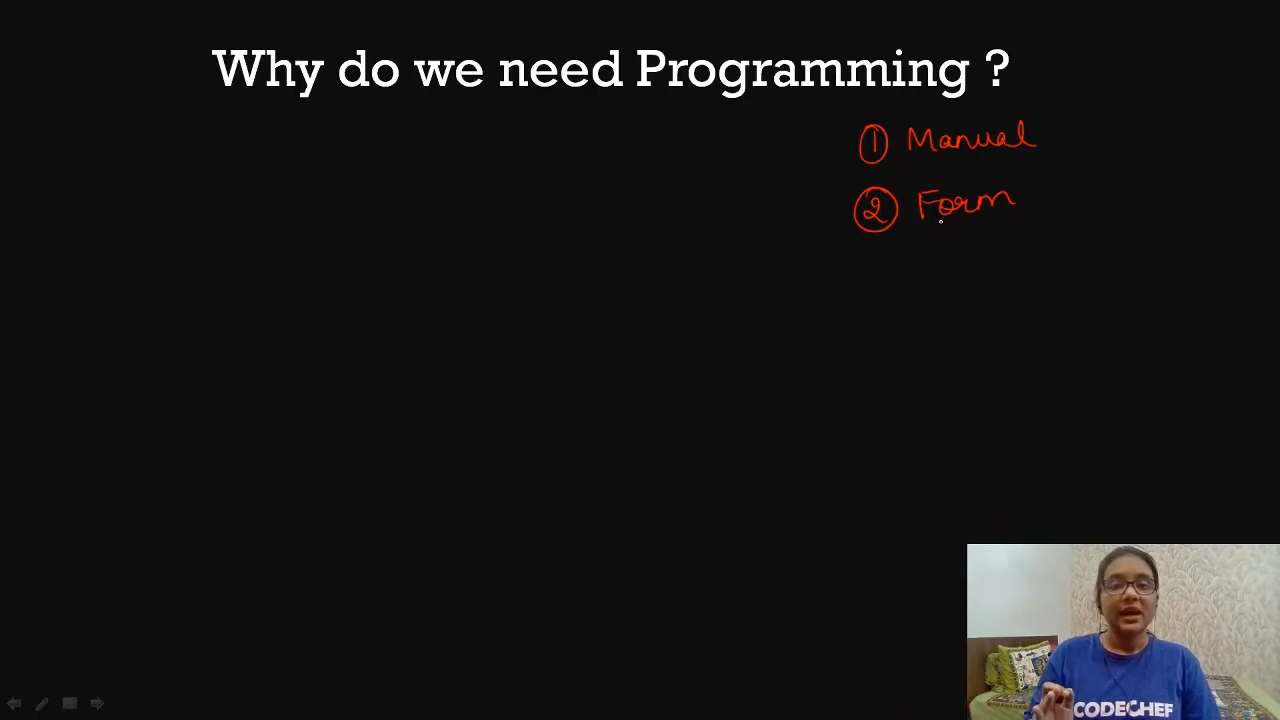 Why do we need Programming ?
① Manual
② Form
CODECHEF